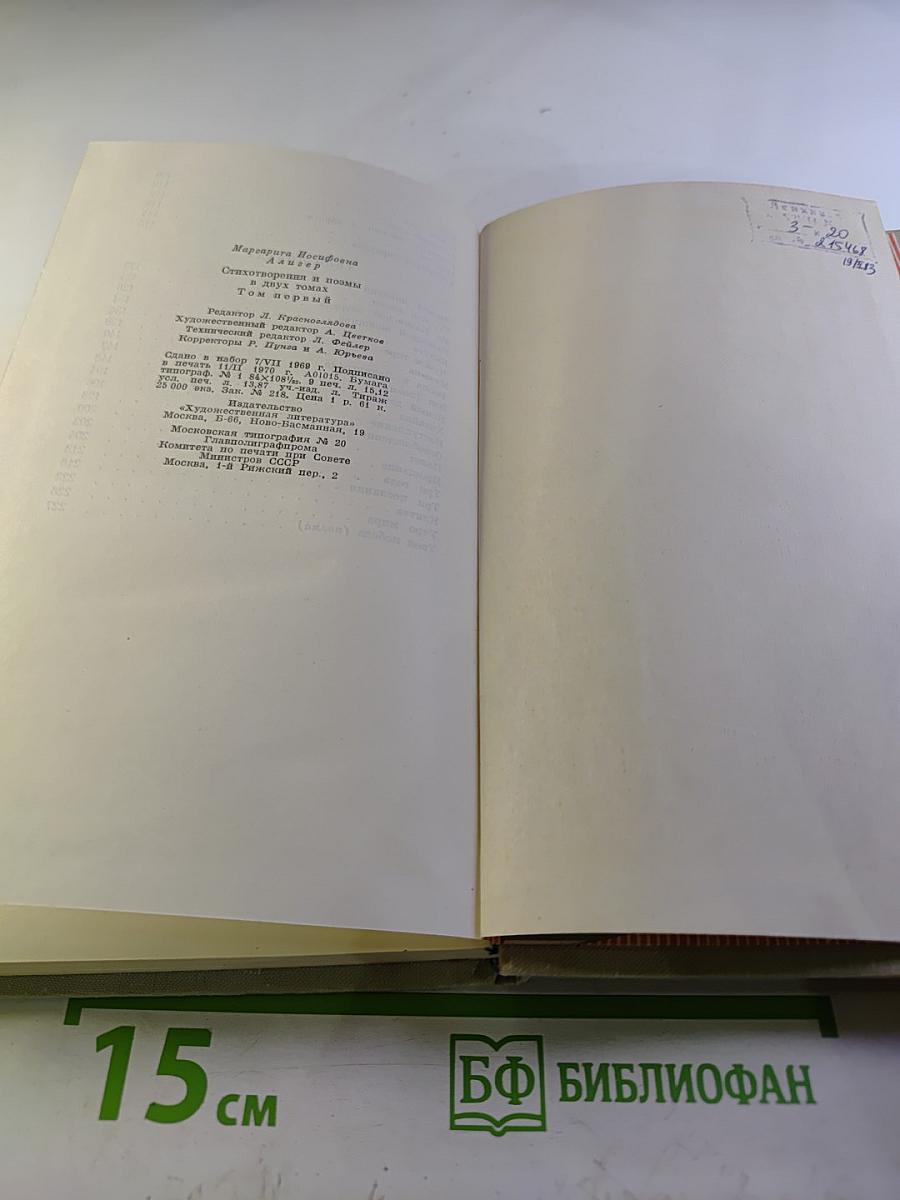 Маргарита Иосифовна
Алигер
Стихотворения и поэмы
в двух томах
Том первый
Редактор Л. Красноглядова
Художественный редактор А. Цветков
Технический редактор Л. Фейлер
Корректоры Р. Пунга и А. Юрьева
Сдано в набор 7/VII 1969 г. Подписано
в печать 11/II 1970 г. А01015. Бумага
типограф. № 1 84×108¹/₃₂. 9 печ. л. 15,12
усл. печ. л. 13,87 уч.-изд. л. Тираж
25 000 экз. Зак. № 218. Цена 1 р. 61 к.
Издательство
«Художественная литература»
Москва, Б-66, Ново-Басманная, 19
Московская типография № 20
Главполиграфпрома
Комитета по печати при Совете
Министров СССР
Москва, 1-й Рижский пер., 2
3 - 20
215468
15 см
БФ БИБЛИОФАН